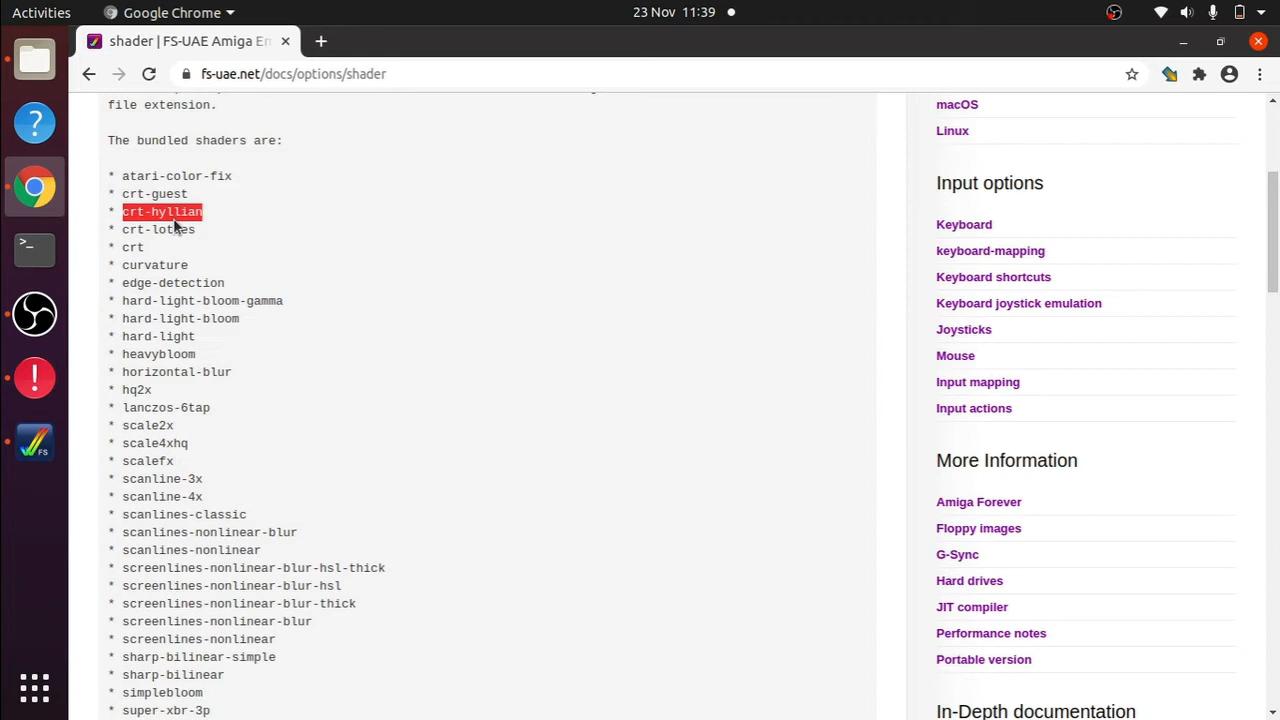 Activities
Google Chrome
23 Nov 11:39
shader | FS-UAE Amiga Em
fs-uae.net/docs/options/shader
file extension.
The bundled shaders are:
* atari-color-fix
* crt-guest
* crt-hyllian
* crt-lottes
* crt
* curvature
* edge-detection
* hard-light-bloom-gamma
* hard-light-bloom
* hard-light
* heavybloom
* horizontal-blur
* hq2x
* lanczos-6tap
* scale2x
* scale4xhq
* scalefx
* scanline-3x
* scanline-4x
* scanlines-classic
* scanlines-nonlinear-blur
* scanlines-nonlinear
* screenlines-nonlinear-blur-hsl-thick
* screenlines-nonlinear-blur-hsl
* screenlines-nonlinear-blur-thick
* screenlines-nonlinear-blur
* screenlines-nonlinear
* sharp-bilinear-simple
* sharp-bilinear
* simplebloom
* super-xbr-3p
macOS
Linux
Input options
Keyboard
keyboard-mapping
Keyboard shortcuts
Keyboard joystick emulation
Joysticks
Mouse
Input mapping
Input actions
More Information
Amiga Forever
Floppy images
G-Sync
Hard drives
JIT compiler
Performance notes
Portable version
In-Depth documentation
FS